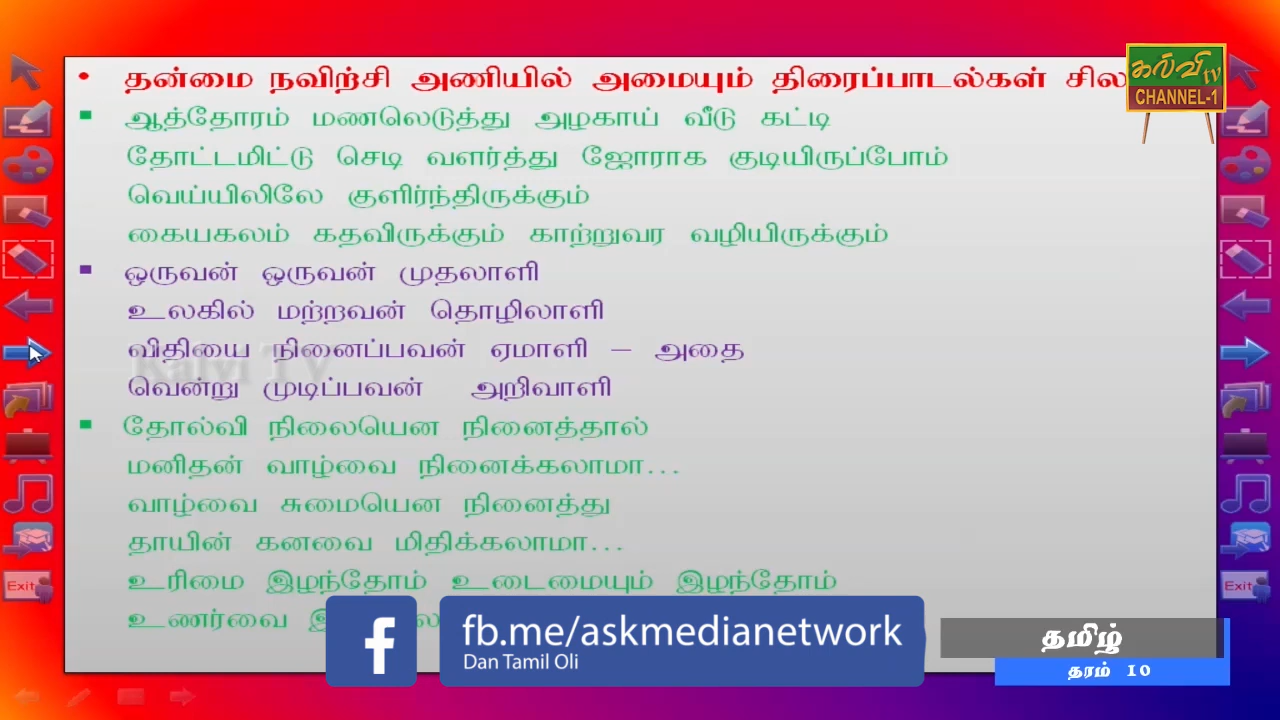 தன்மை நவிற்சி அணியில் அமையும் திரைப்பாடல்கள் சில
ஆத்தோரம் மணலெடுத்து அழகாய் வீடு கட்டி
தோட்டமிட்டு செடி வளர்த்து ஜோராக குடியிருப்போம்
வெய்யிலிலே குளிர்ந்திருக்கும்
கையகலம் கதவிருக்கும் காற்றுவர வழியிருக்கும்
ஒருவன் ஒருவன் முதலாளி
உலகில் மற்றவன் தொழிலாளி
விதியை நினைப்பவன் ஏமாளி – அதை
வென்று முடிப்பவன் அறிவாளி
தோல்வி நிலையென நினைத்தால்
மனிதன் வாழ்வை நினைக்கலாமா...
வாழ்வை சுமையென நினைத்து
தாயின் கனவை மிதிக்கலாமா...
உரிமை இழந்தோம் உடைமையும் இழந்தோம்
உணர்வை
கல்வி tv
CHANNEL-1
Kalvi TV
Exit
Exit
fb.me/askmedianetwork
Dan Tamil Oli
தமிழ்
தரம் 10